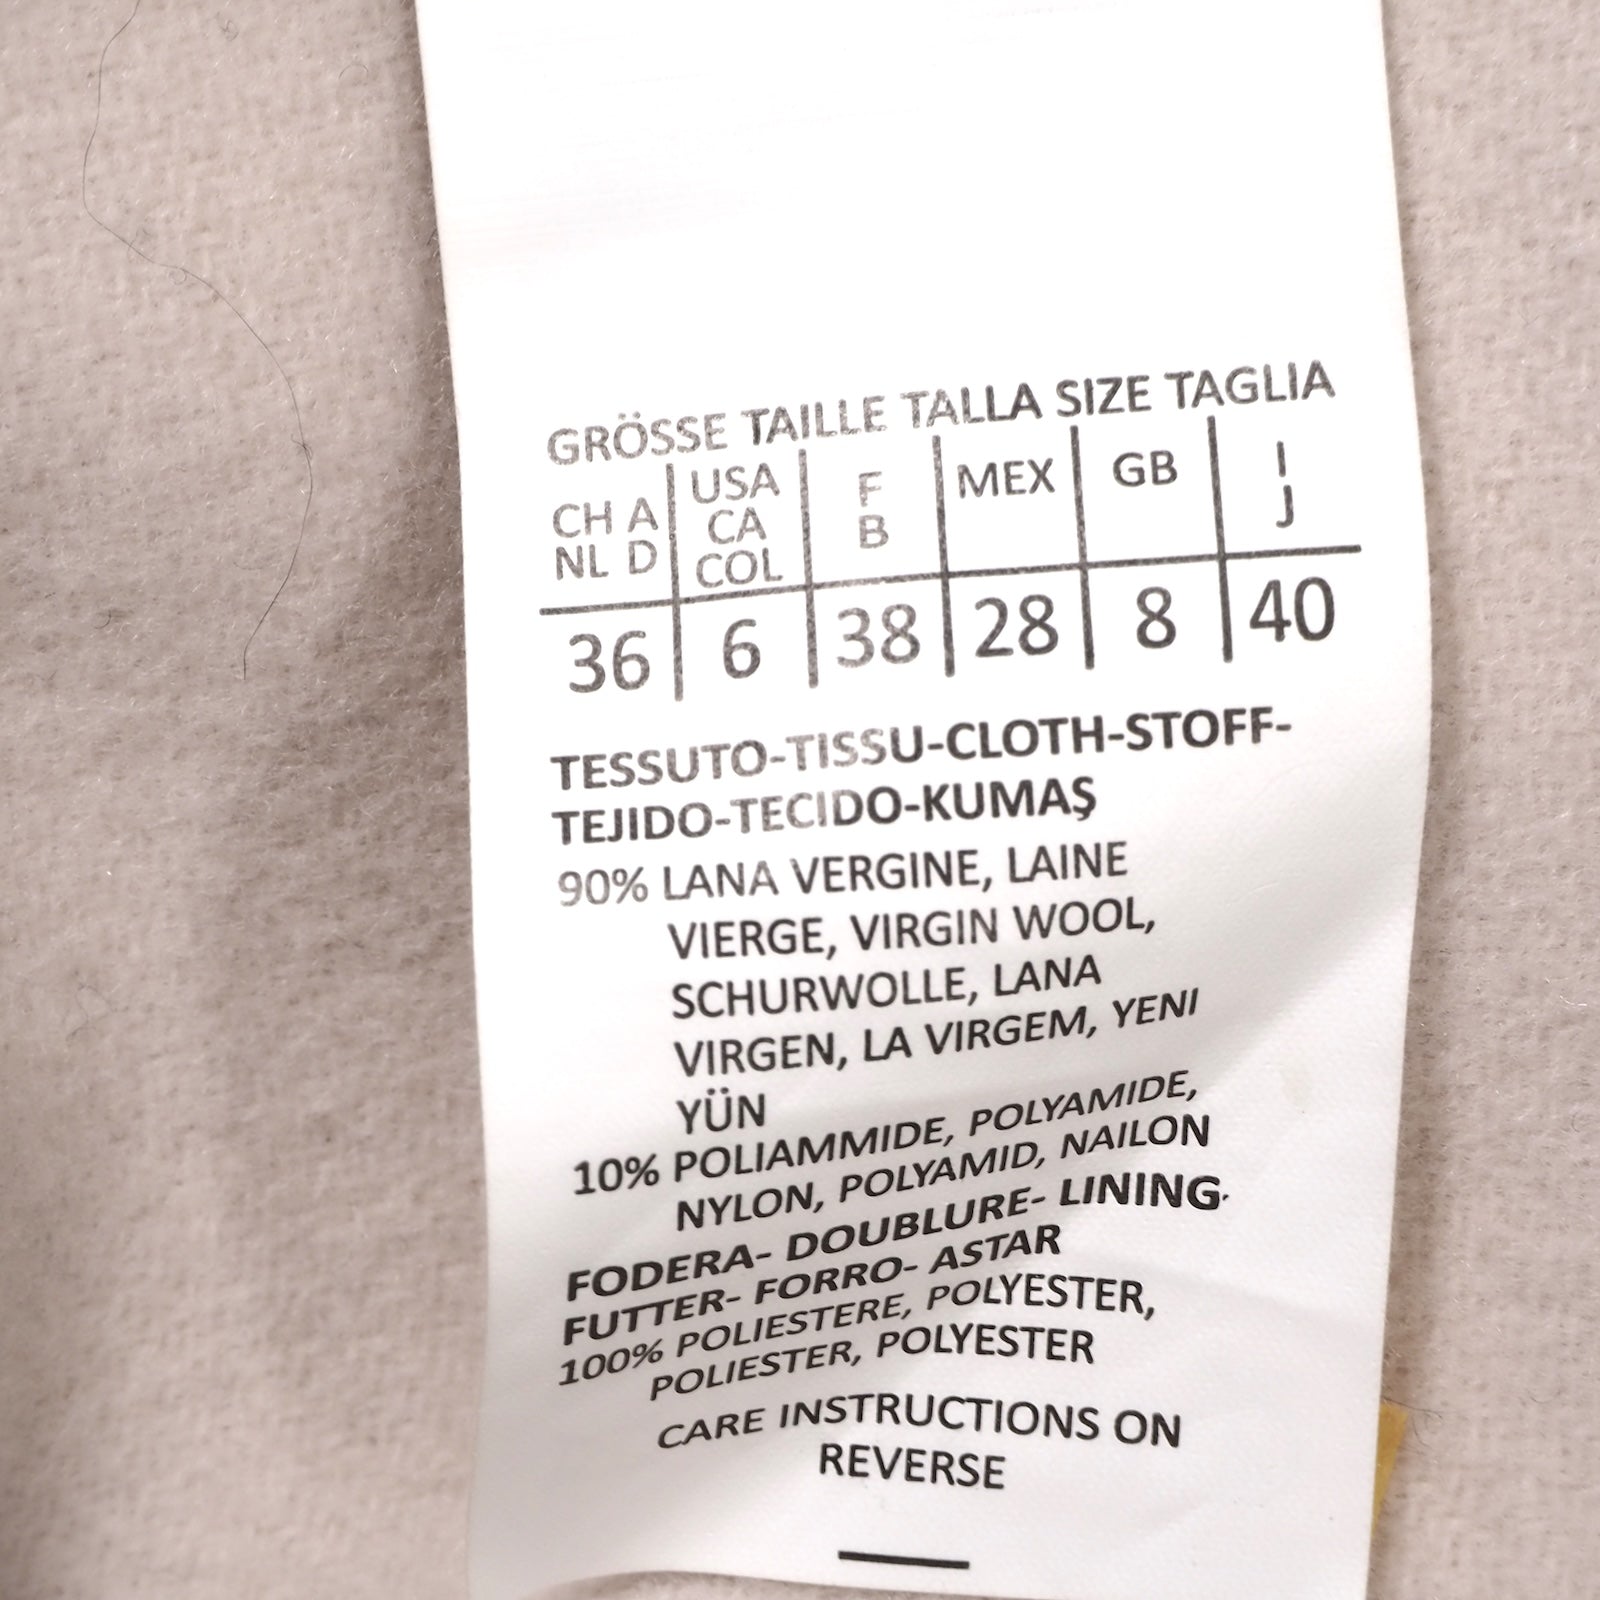 GRÖSSE TAILLE TALLA SIZE TAGLIA
CH A NL D | USA CA COL | F B | MEX | GB | I J
36 | 6 | 38 | 28 | 8 | 40
TESSUTO-TISSU-CLOTH-STOFF-
TEJIDO-TECIDO-KUMAŞ
90% LANA VERGINE, LAINE
VIERGE, VIRGIN WOOL,
SCHURWOLLE, LANA
VIRGEN, LA VIRGEM, YENI
YÜN
10% POLIAMMIDE, POLYAMIDE,
NYLON, POLYAMID, NAILON
FODERA- DOUBLURE- LINING-
FUTTER- FORRO- ASTAR
100% POLIESTERE, POLYESTER,
POLIESTER, POLYESTER
CARE INSTRUCTIONS ON
REVERSE